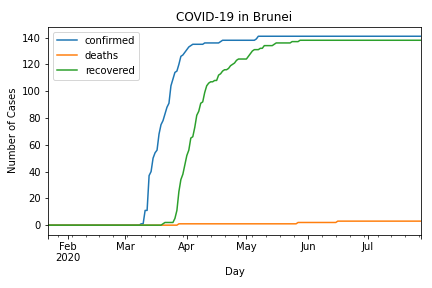 COVID-19 in Brunei
confirmed
deaths
recovered
Number of Cases
140
120
100
80
60
40
20
0
Feb
2020
Mar
Apr
May
Jun
Jul
Day